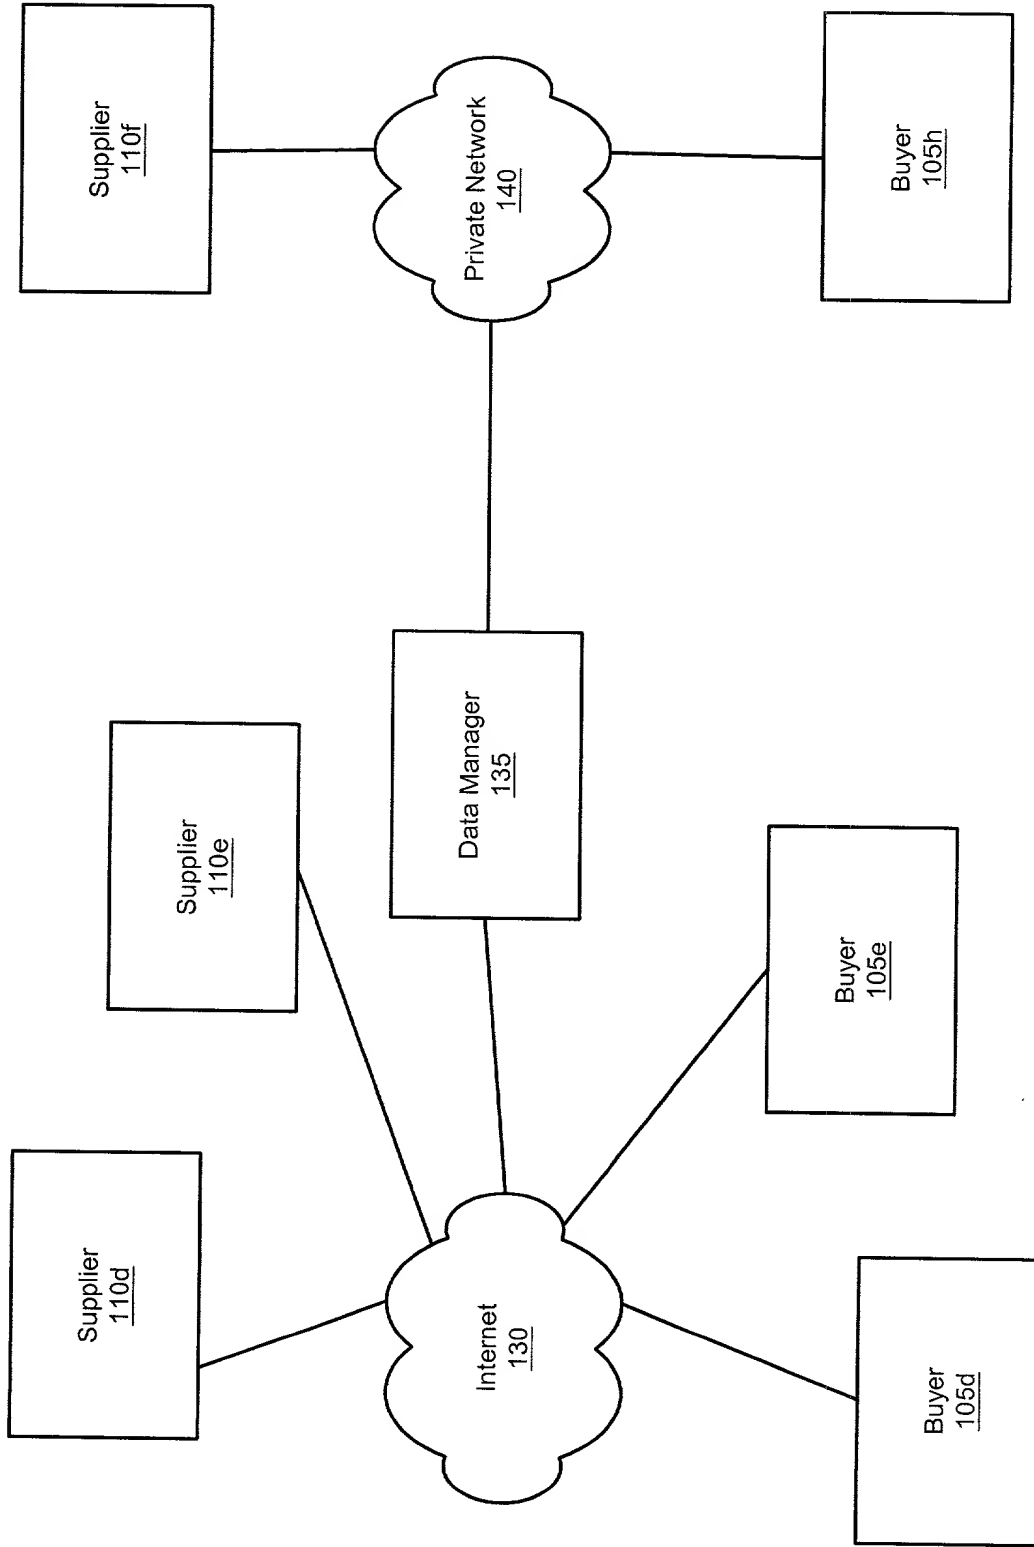 Supplier
110d
Supplier
110e
Supplier
110f
Internet
130
Data Manager
135
Private Network
140
Buyer
105d
Buyer
105e
Buyer
105h